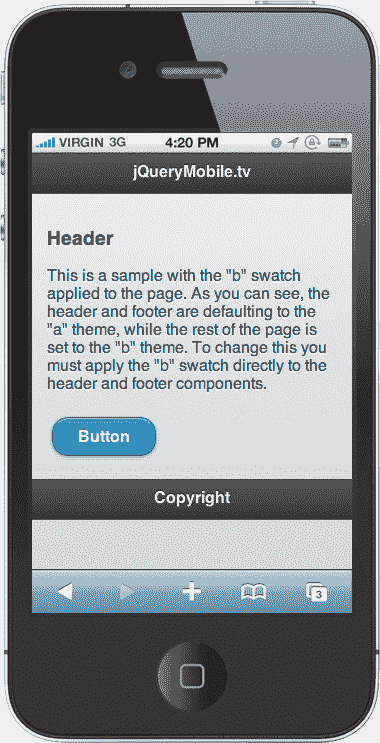 VIRGIN 3G 4:20 PM
jQueryMobile.tv
Header
This is a sample with the "b" swatch
applied to the page. As you can see, the
header and footer are defaulting to the
"a" theme, while the rest of the page is
set to the "b" theme. To change this you
must apply the "b" swatch directly to the
header and footer components.
Button
Copyright
3